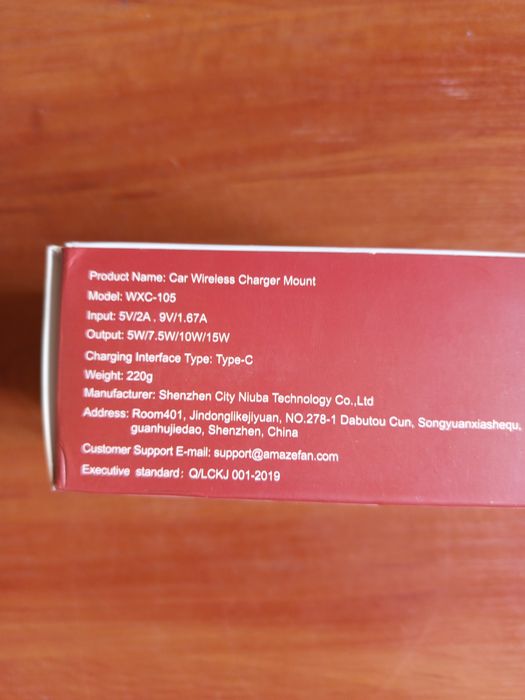 Product Name: Car Wireless Charger Mount
Model: WXC-105
Input: 5V/2A , 9V/1.67A
Output: 5W/7.5W/10W/15W
Charging Interface Type: Type-C
Weight: 220g
Manufacturer: Shenzhen City Niuba Technology Co.,Ltd
Address: Room401, Jindonglikejiyuan, NO.278-1 Dabutou Cun, Songyuanxiashequ,
guanhujiedao, Shenzhen, China
Customer Support E-mail: support@amazefan.com
Executive standard: Q/LCKJ 001-2019